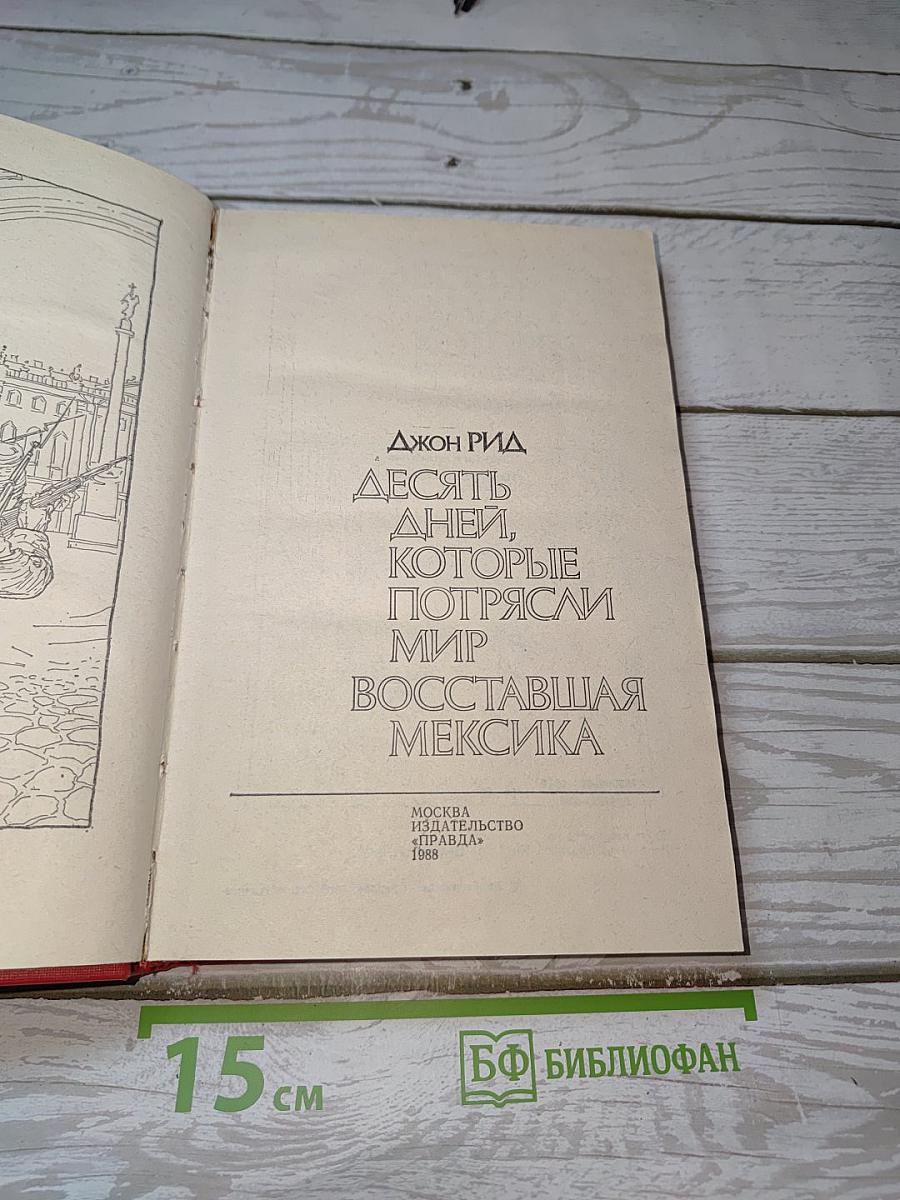 Джон РИД
ДЕСЯТЬ
ДНЕЙ,
КОТОРЫЕ
ПОТРЯСЛИ
МИР
ВОССТАВШАЯ
МЕКСИКА
МОСКВА
ИЗДАТЕЛЬСТВО
«ПРАВДА»
1988
15 см
БФ БИБЛИОФАН